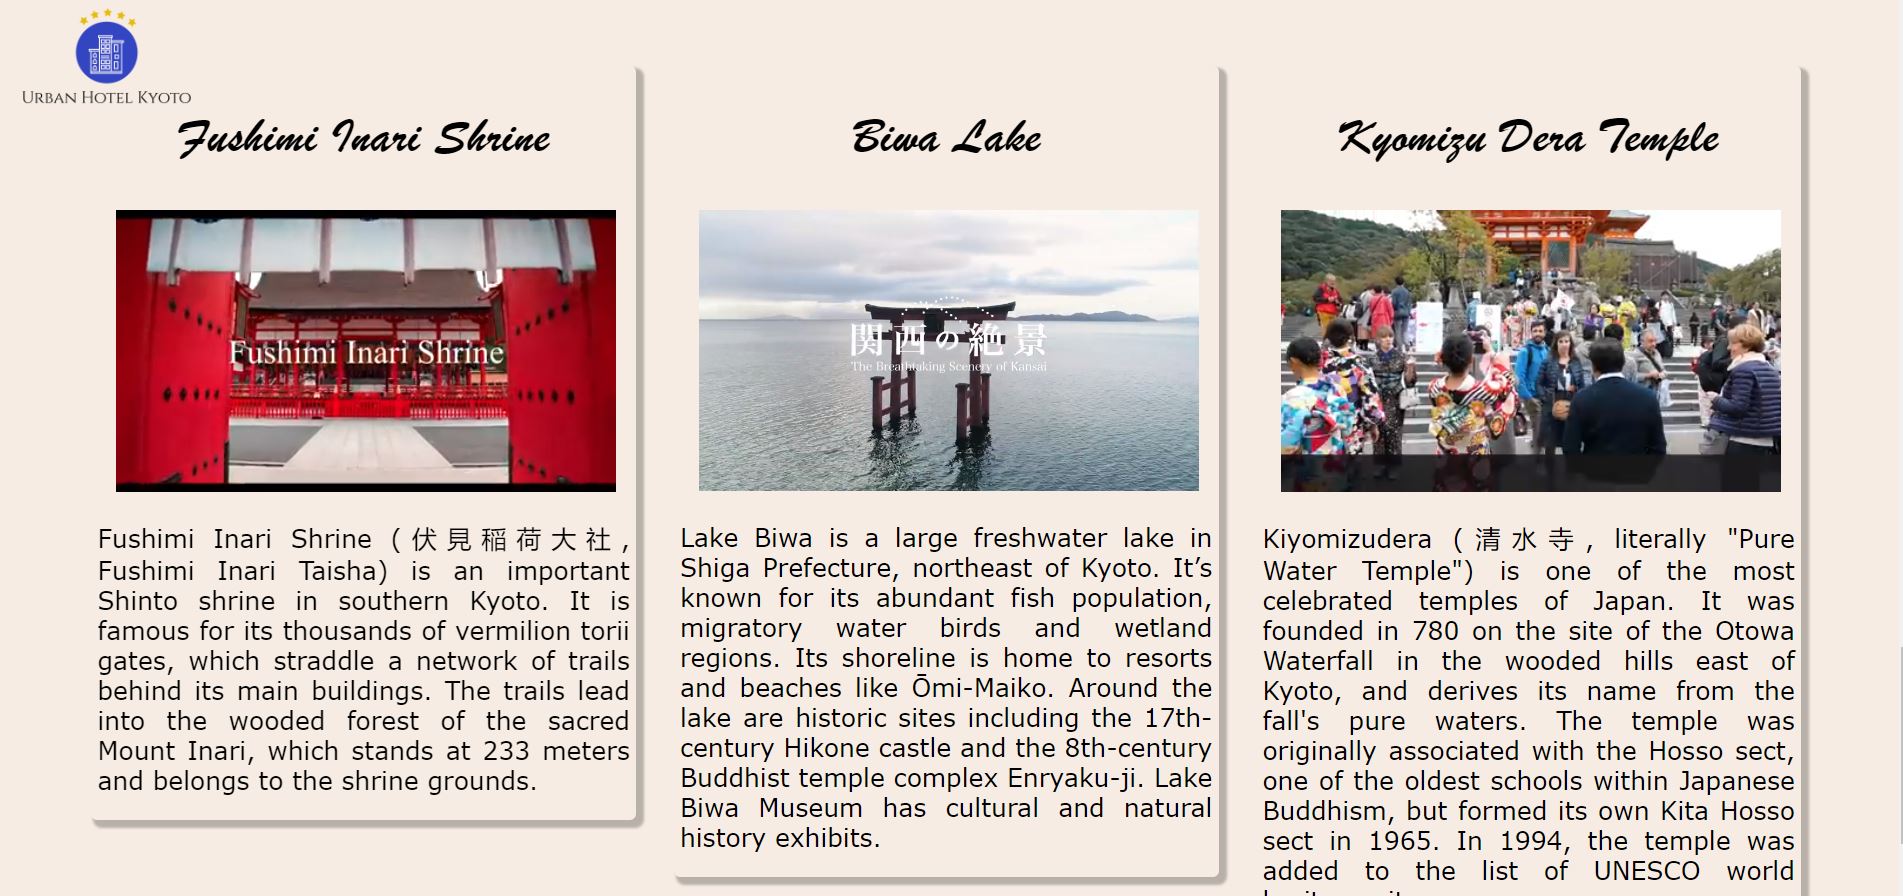 URBAN HOTEL KYOTO
Fushimi Inari Shrine
Fushimi Inari Shrine
Fushimi Inari Shrine (伏見稲荷大社,
Fushimi Inari Taisha) is an important
Shinto shrine in southern Kyoto. It is
famous for its thousands of vermilion torii
gates, which straddle a network of trails
behind its main buildings. The trails lead
into the wooded forest of the sacred
Mount Inari, which stands at 233 meters
and belongs to the shrine grounds.
Biwa Lake
関西の絶景
The Breathtaking Scenery of Kansai
Lake Biwa is a large freshwater lake in
Shiga Prefecture, northeast of Kyoto. It’s
known for its abundant fish population,
migratory water birds and wetland
regions. Its shoreline is home to resorts
and beaches like Ōmi-Maiko. Around the
lake are historic sites including the 17th-
century Hikone castle and the 8th-century
Buddhist temple complex Enryaku-ji. Lake
Biwa Museum has cultural and natural
history exhibits.
Kyomizu Dera Temple
Kiyomizudera (清水寺, literally "Pure
Water Temple") is one of the most
celebrated temples of Japan. It was
founded in 780 on the site of the Otowa
Waterfall in the wooded hills east of
Kyoto, and derives its name from the
fall's pure waters. The temple was
originally associated with the Hosso sect,
one of the oldest schools within Japanese
Buddhism, but formed its own Kita Hosso
sect in 1965. In 1994, the temple was
added to the list of UNESCO world